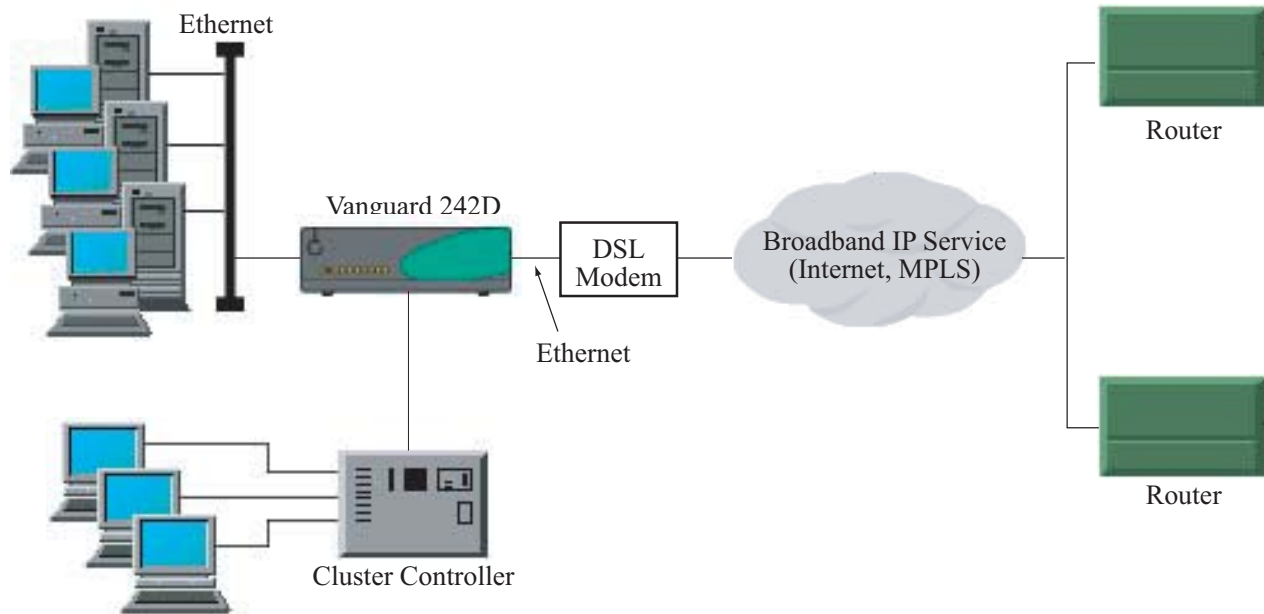 Ethernet
Router
Vanguard 242D
DSL
Modem
Broadband IP Service
(Internet, MPLS)
Ethernet
Router
Cluster Controller